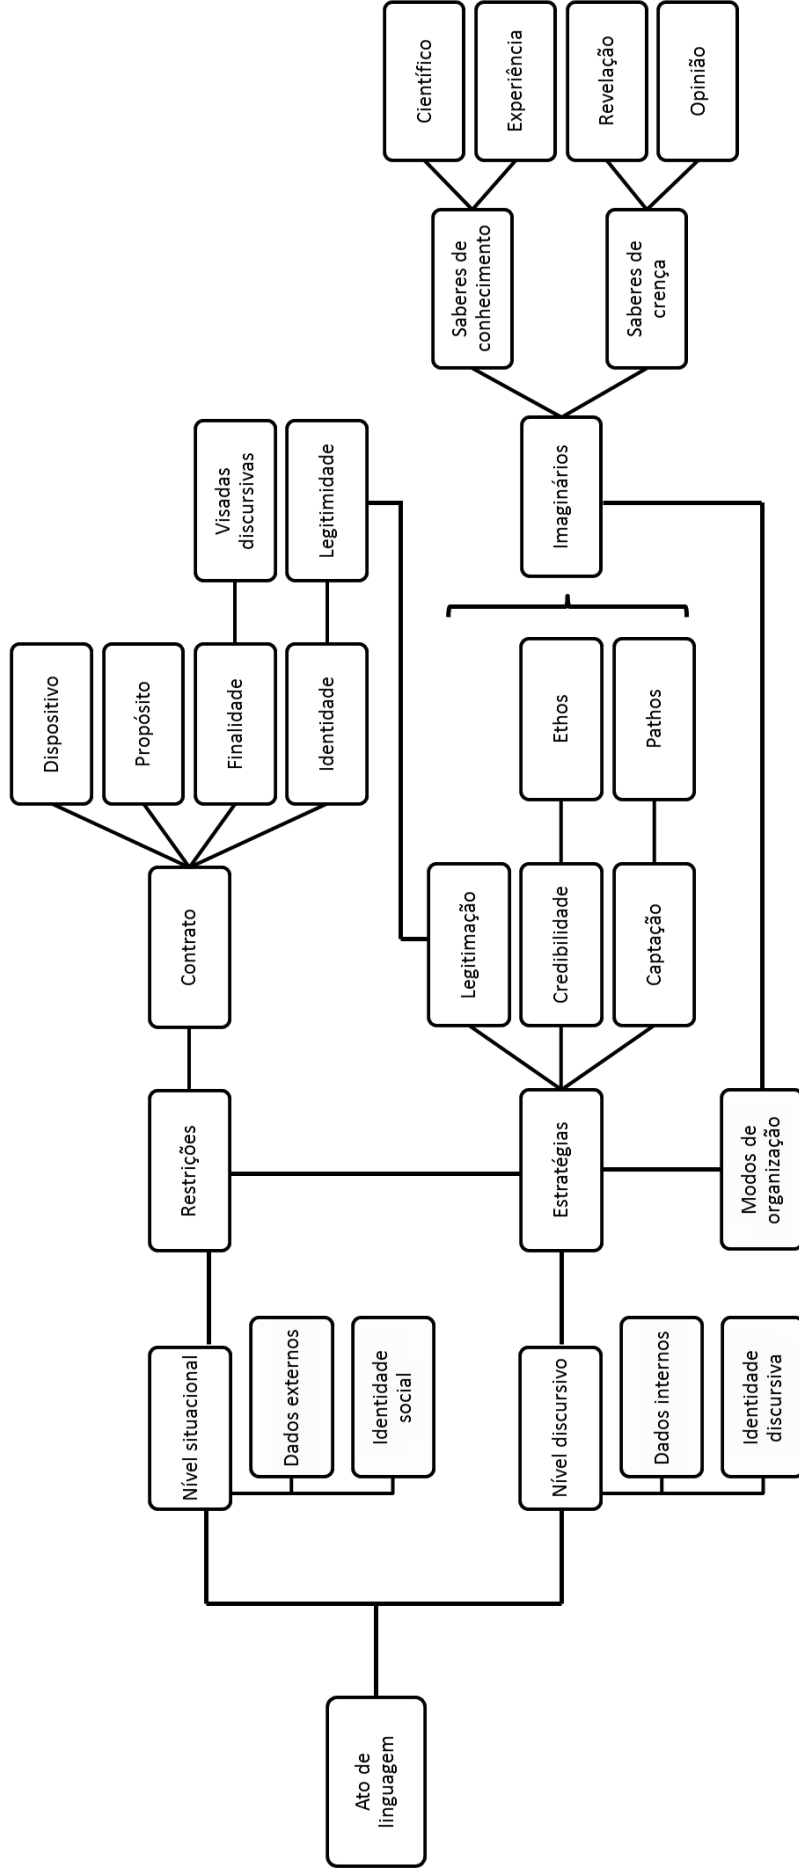 Ato de
linguagem
Nível situacional
Dados externos
Identidade
social
Nível discursivo
Dados internos
Identidade
discursiva
Restrições
Estratégias
Modos de
organização
Contrato
Legitimação
Credibilidade
Captação
Dispositivo
Propósito
Finalidade
Identidade
Ethos
Pathos
Visadas
discursivas
Legitimidade
Imaginários
Saberes de
conhecimento
Saberes de
crença
Científico
Experiência
Revelação
Opinião